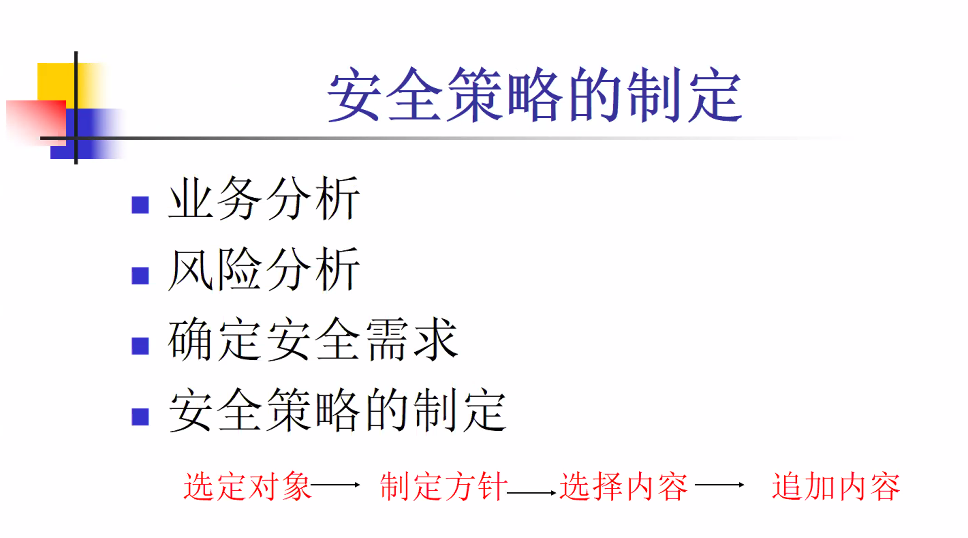 安全策略的制定
业务分析
风险分析
确定安全需求
安全策略的制定
选定对象 制定方针 选择内容 追加内容